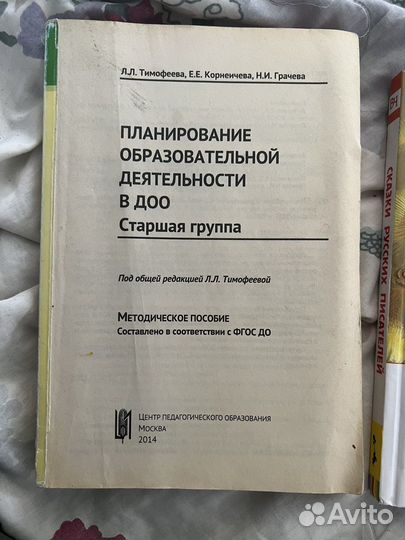 Л.Л. Тимофеева, Е.Е. Корнеичева, Н.И. Грачева
ПЛАНИРОВАНИЕ
ОБРАЗОВАТЕЛЬНОЙ
ДЕЯТЕЛЬНОСТИ
В ДОО
Старшая группа
Под общей редакцией Л.Л. Тимофеевой
МЕТОДИЧЕСКОЕ ПОСОБИЕ
Составлено в соответствии с ФГОС ДО
ЦЕНТР ПЕДАГОГИЧЕСКОГО ОБРАЗОВАНИЯ
МОСКВА
2014
СКАЗКИ РУССКИХ ПИСАТЕЛЕЙ
Avito